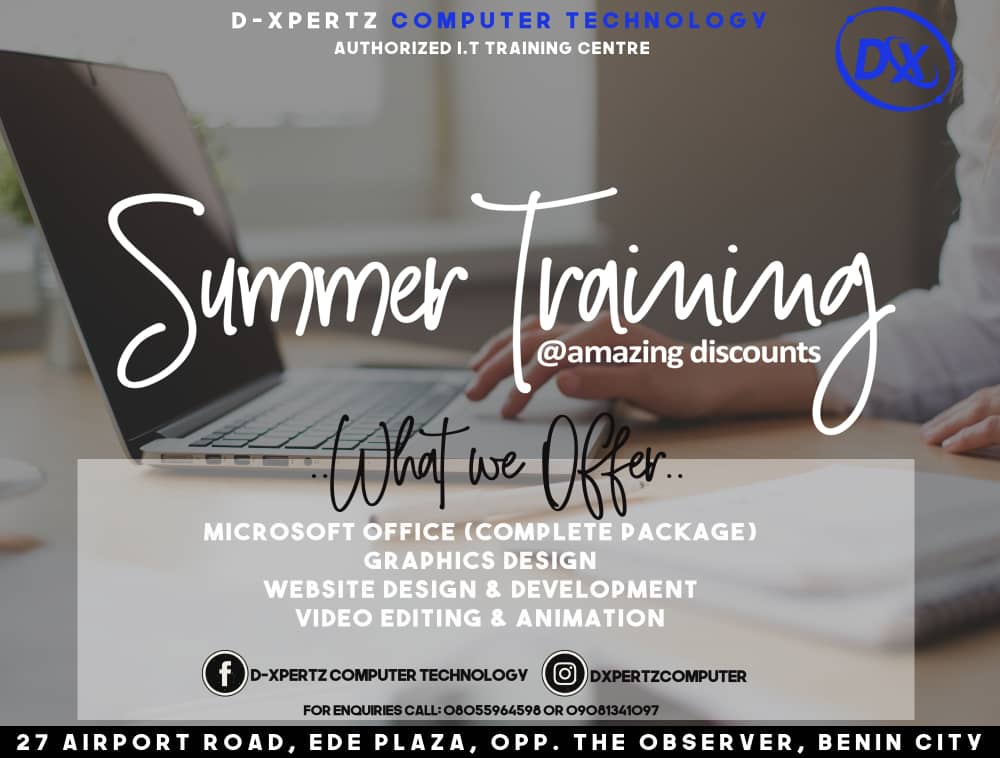 D-XPERTZ COMPUTER TECHNOLOGY
AUTHORIZED I.T TRAINING CENTRE
DX
Summer Training
@amazing discounts
..What we Offer..
MICROSOFT OFFICE (COMPLETE PACKAGE)
GRAPHICS DESIGN
WEBSITE DESIGN & DEVELOPMENT
VIDEO EDITING & ANIMATION
D-XPERTZ COMPUTER TECHNOLOGY DXPERTZCOMPUTER
FOR ENQUIRIES CALL: 08055964598 OR 09081341097
27 AIRPORT ROAD, EDE PLAZA, OPP. THE OBSERVER, BENIN CITY